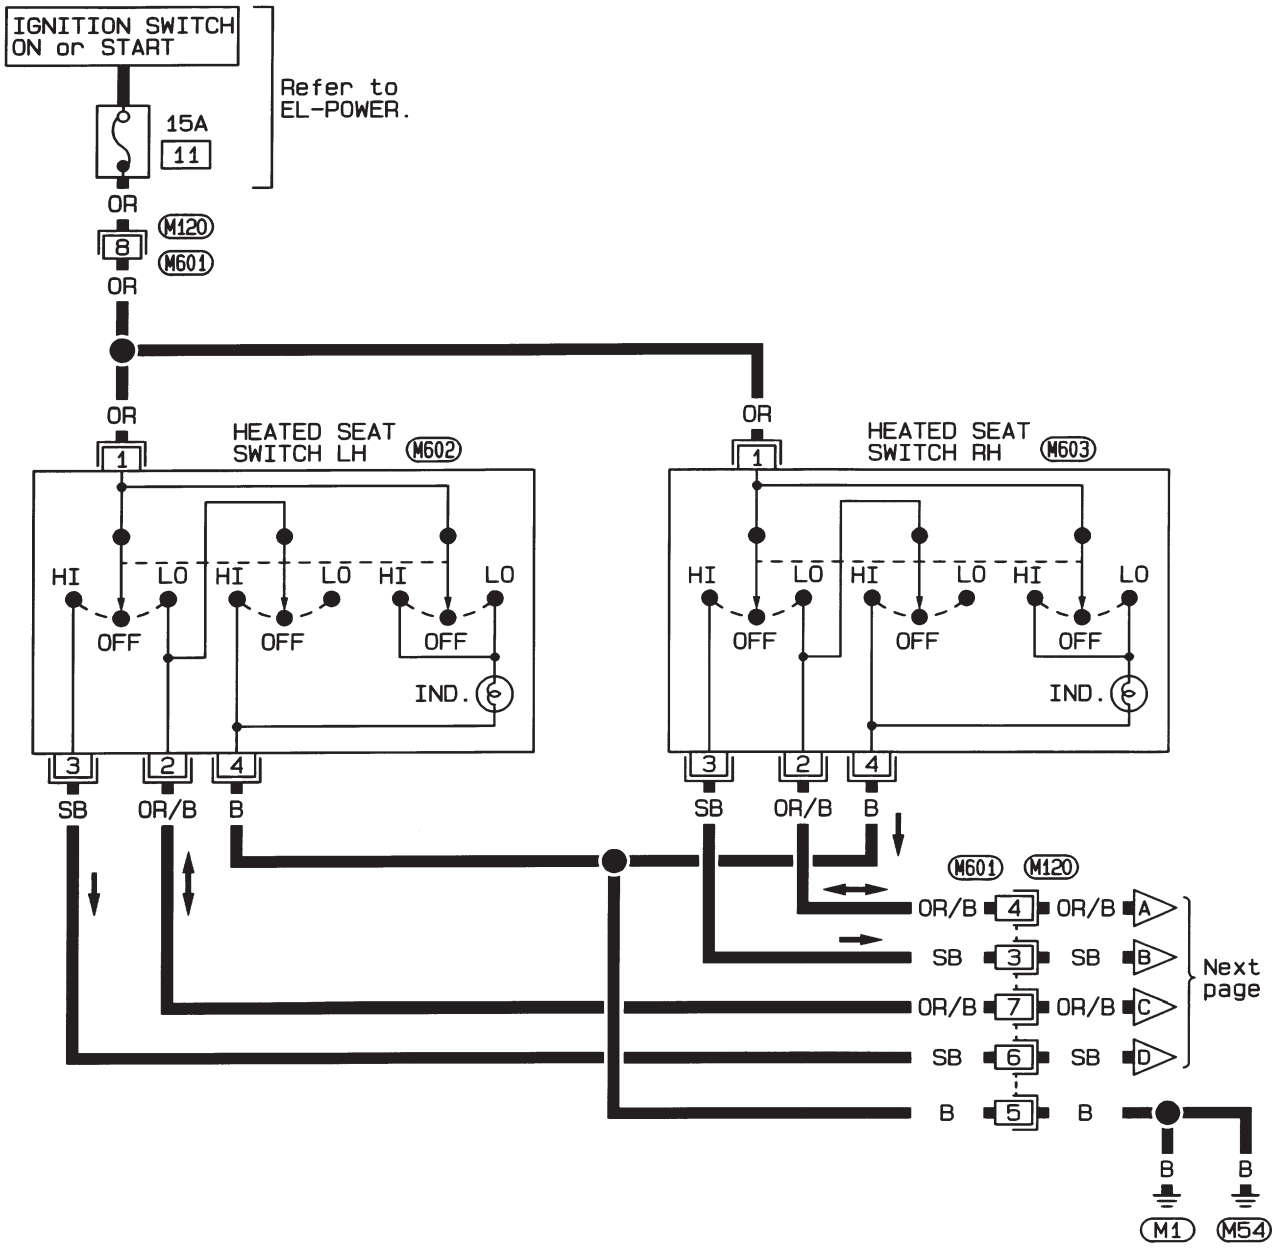 IGNITION SWITCH
ON or START
Refer to
EL-POWER.
15A
11
OR
M120
8
M601
OR
OR
OR
HEATED SEAT
SWITCH LH
M602
1
HEATED SEAT
SWITCH RH
M603
1
HI
LO
HI
LO
HI
LO
OFF
OFF
OFF
IND.
HI
LO
HI
LO
HI
LO
OFF
OFF
OFF
IND.
3
2
4
3
2
4
SB
OR/B
B
SB
OR/B
B
M601
M120
OR/B
4
OR/B
A
SB
3
SB
B
Next
page
OR/B
7
OR/B
C
SB
6
SB
D
B
5
B
B
B
M1
M54